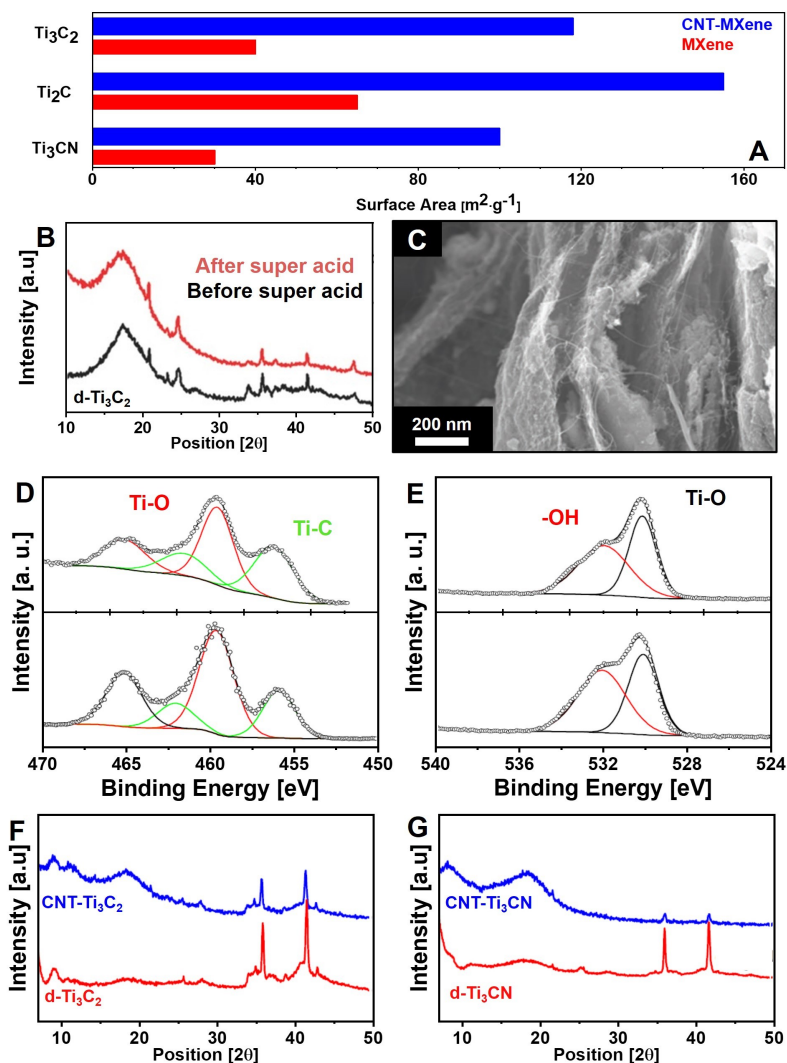 Ti₃C₂
Ti₂C
Ti₃CN
CNT-MXene
MXene
A
0 40 80 120 160
Surface Area [m²·g⁻¹]
B
Intensity [a.u]
After super acid
Before super acid
d-Ti₃C₂
10 20 30 40 50
Position [2θ]
C
200 nm
D
Intensity [a. u.]
Ti-O
Ti-C
470 465 460 455 450
Binding Energy [eV]
E
Intensity [a. u.]
-OH
Ti-O
540 536 532 528 524
Binding Energy [eV]
F
Intensity [a.u]
CNT-Ti₃C₂
d-Ti₃C₂
10 20 30 40 50
Position [2θ]
G
Intensity [a.u]
CNT-Ti₃CN
d-Ti₃CN
10 20 30 40 50
Position [2θ]